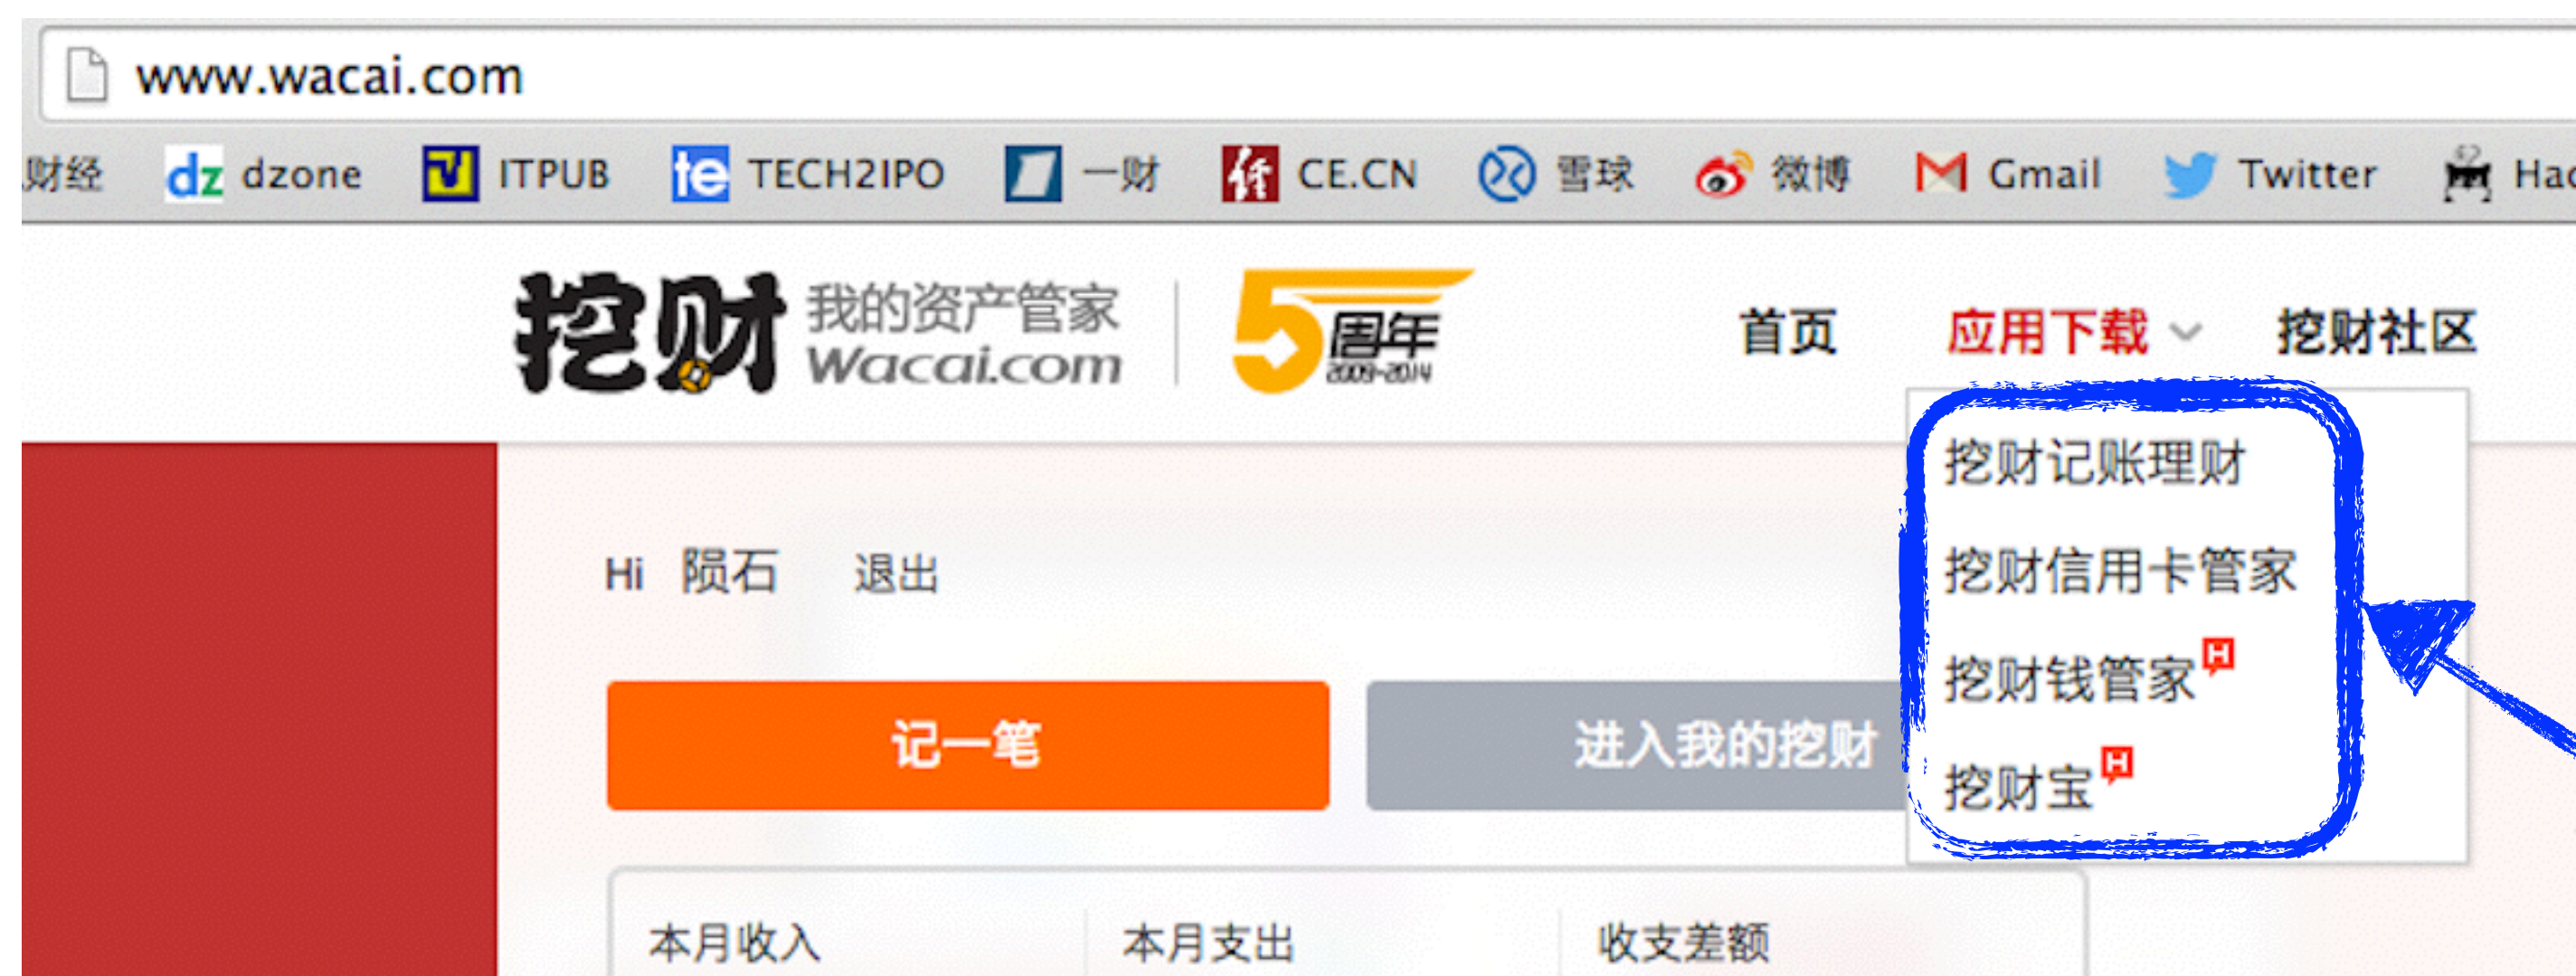 www.wacai.com
财经 dzone ITPUB TECH2IPO 一财 CE.CN 雪球 微博 Gmail Twitter
挖财 我的资产管家 Wacai.com 5周年 2009-2014 首页 应用下载 挖财社区
挖财记账理财
挖财信用卡管家
挖财钱管家 H
挖财宝 H
Hi 陨石 退出
记一笔 进入我的挖财
本月收入 本月支出 收支差额